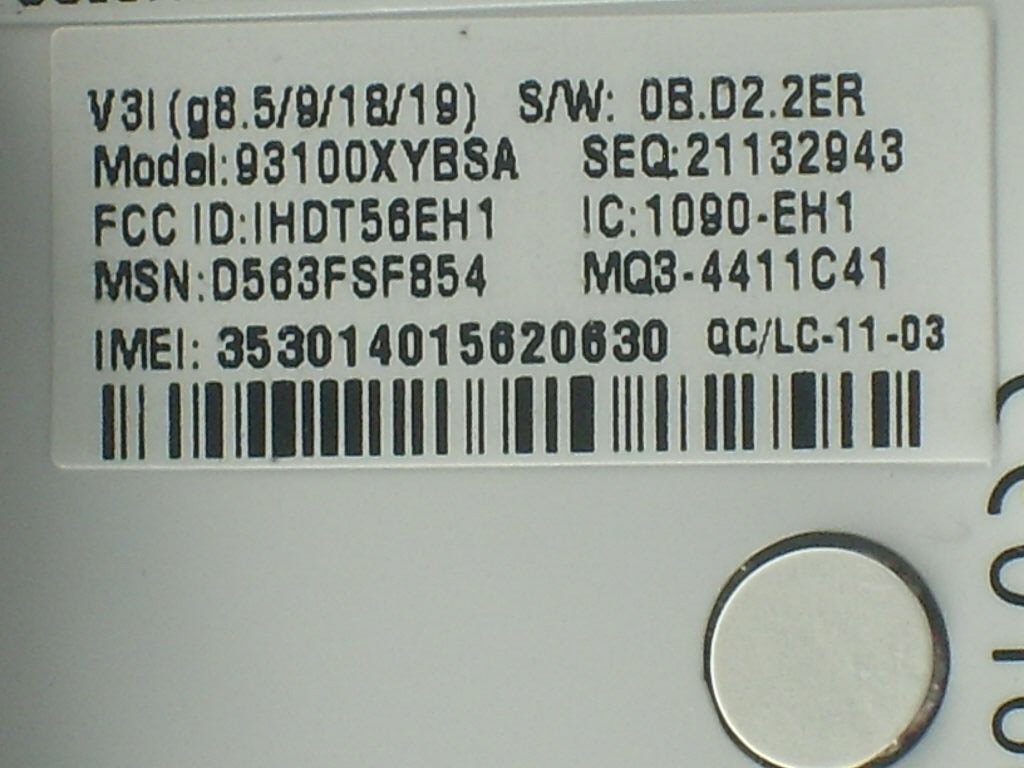 V3I (g8.5/9/18/19) S/W: 0B.D2.2ER
Model:93100XYBSA SEQ:21132943
FCC ID:IHDT56EH1 IC:1090-EH1
MSN:D563FSF854 MQ3-4411C41
IMEI: 353014015620630 QC/LC-11-03